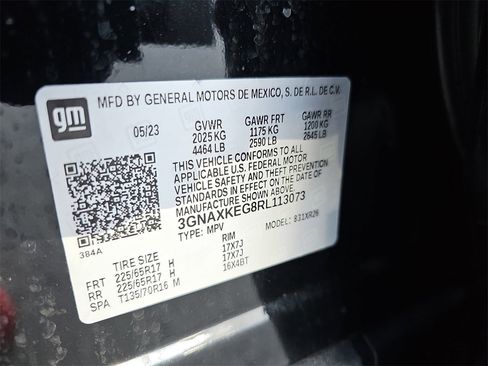 gm MFD BY GENERAL MOTORS DE MEXICO, S. DE R.L. DE C.V.
05/23 GVWR GAWR FRT GAWR RR
2025 KG 1175 KG 1200 KG
4464 LB 2590 LB 2645 LB
THIS VEHICLE CONFORMS TO ALL
APPLICABLE U.S. FEDERAL MOTOR
VEHICLE SAFETY AND THEFT PREVENTION
STANDARDS IN EFFECT ON THE DATE OF
MANUFACTURE SHOWN ABOVE.
3GNAXKEG8RL113073
TYPE: MPV MODEL: 831XR26
384A
TIRE SIZE RIM
FRT 225/65R17 H 17X7J
RR 225/65R17 H 17X7J
SPA T135/70R16 M 16X4BT